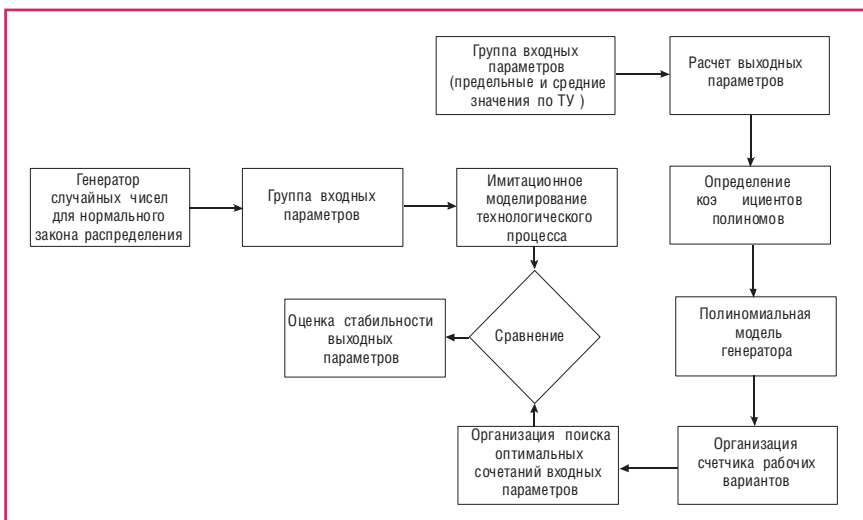 Группа входных
параметров
(предельные и средние
значения по ТУ )
Расчет выходных
параметров
Генератор
случайных чисел
для нормального
закона распределения
Группа входных
параметров
Имитационное
моделирование
технологического
процесса
Определение
коэ ициентов
полиномов
Оценка стабильности
выходных
параметров
Сравнение
Полиномиальная
модель
генератора
Организация поиска
оптимальных
сочетаний входных
параметров
Организация
счетчика рабочих
вариантов